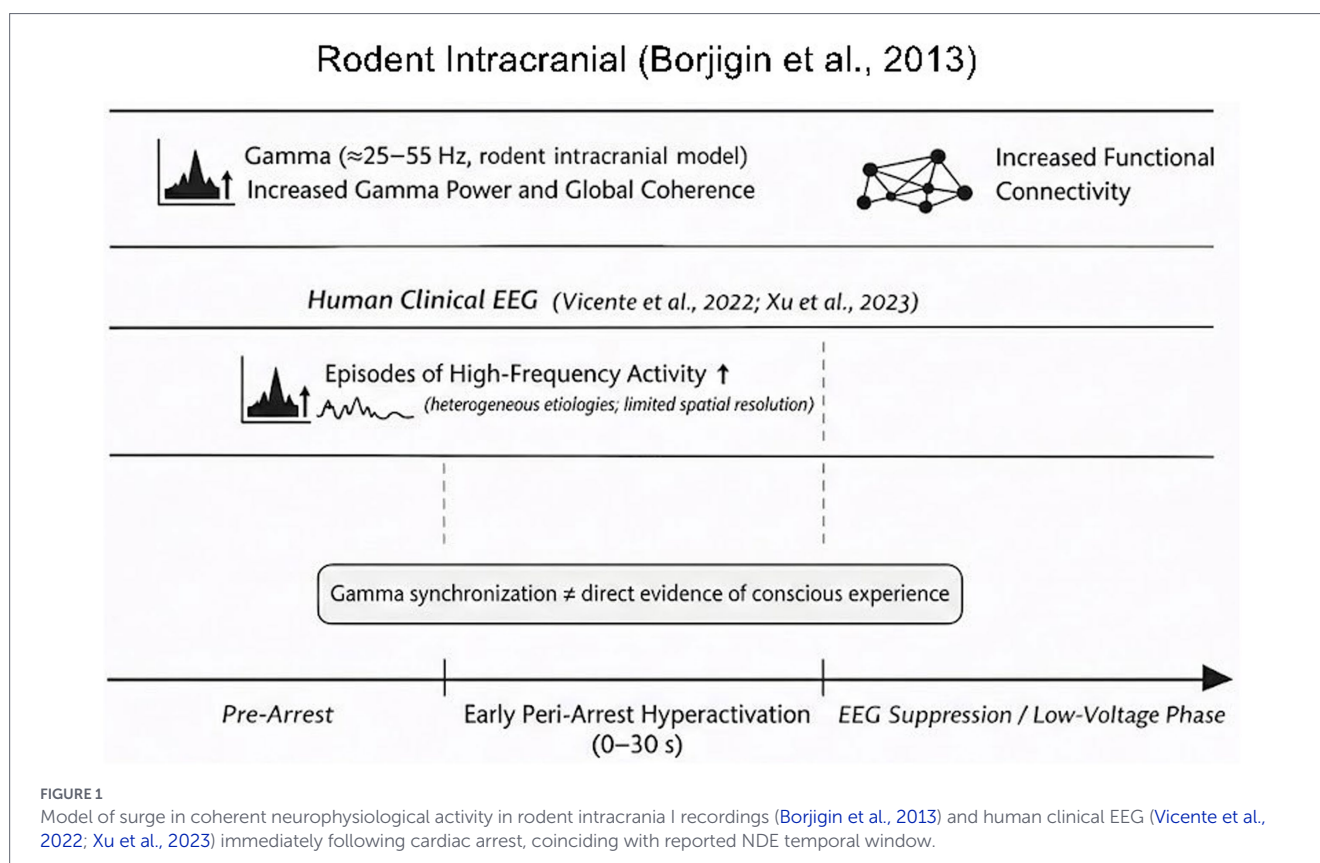 Rodent Intracranial (Borjigin et al., 2013)
Gamma (≈25–55 Hz, rodent intracranial model)
Increased Gamma Power and Global Coherence
Increased Functional
Connectivity
Human Clinical EEG (Vicente et al., 2022; Xu et al., 2023)
Episodes of High-Frequency Activity ↑
(heterogeneous etiologies; limited spatial resolution)
Gamma synchronization ≠ direct evidence of conscious experience
Pre-Arrest
Early Peri-Arrest Hyperactivation
(0–30 s)
EEG Suppression / Low-Voltage Phase
FIGURE 1
Model of surge in coherent neurophysiological activity in rodent intracrania l recordings (Borjigin et al., 2013) and human clinical EEG (Vicente et al.,
2022; Xu et al., 2023) immediately following cardiac arrest, coinciding with reported NDE temporal window.